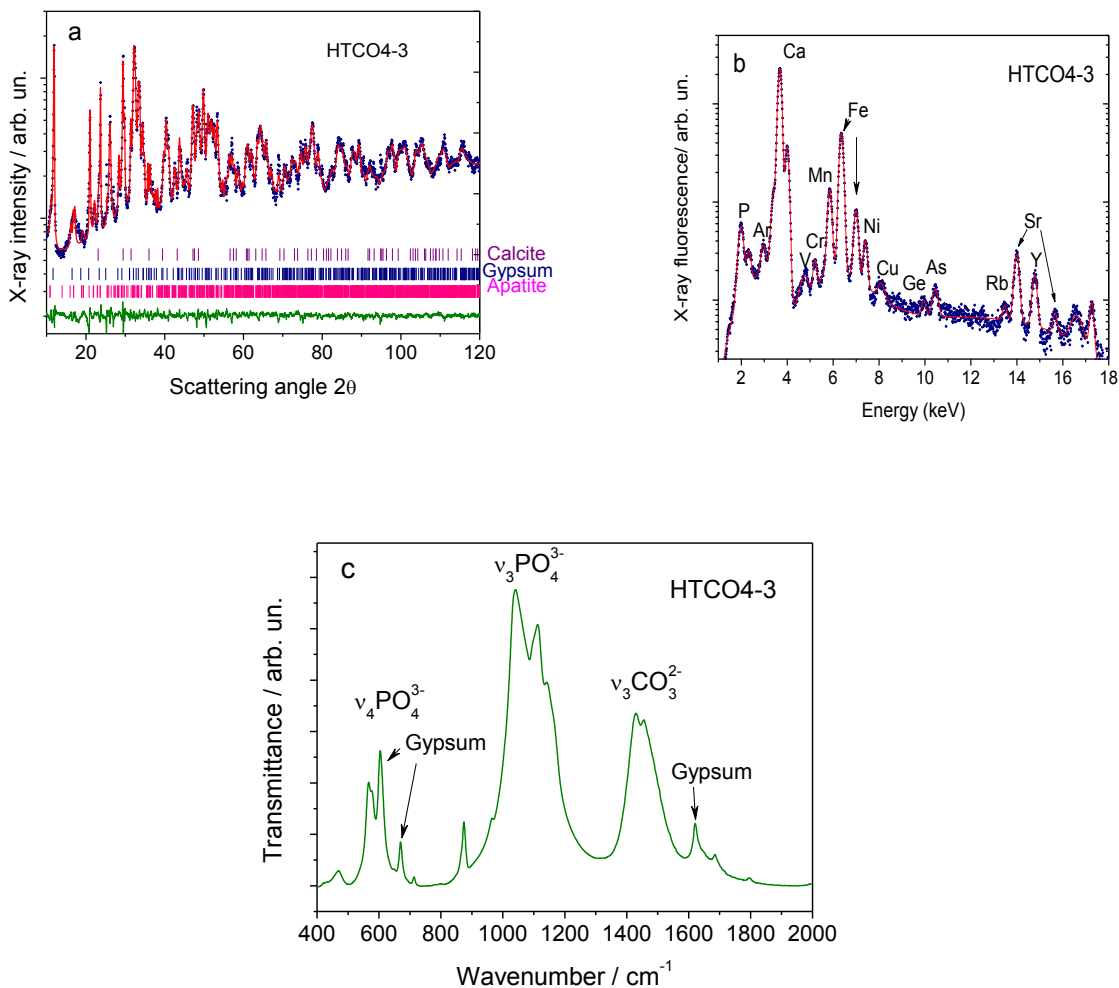 a
HTCO4-3
X-ray intensity / arb. un.
Calcite
Gypsum
Apatite
20 40 60 80 100 120
Scattering angle 2θ
b
HTCO4-3
X-ray fluorescence/ arb. un.
Ca
Fe
Mn
P
Ar
V
Cr
Ni
Cu
Ge
As
Rb
Sr
Y
2 4 6 8 10 12 14 16 18
Energy (keV)
c
HTCO4-3
Transmittance / arb. un.
ν₃PO₄³⁻
ν₄PO₄³⁻
ν₃CO₃²⁻
Gypsum
Gypsum
400 600 800 1000 1200 1400 1600 1800 2000
Wavenumber / cm⁻¹